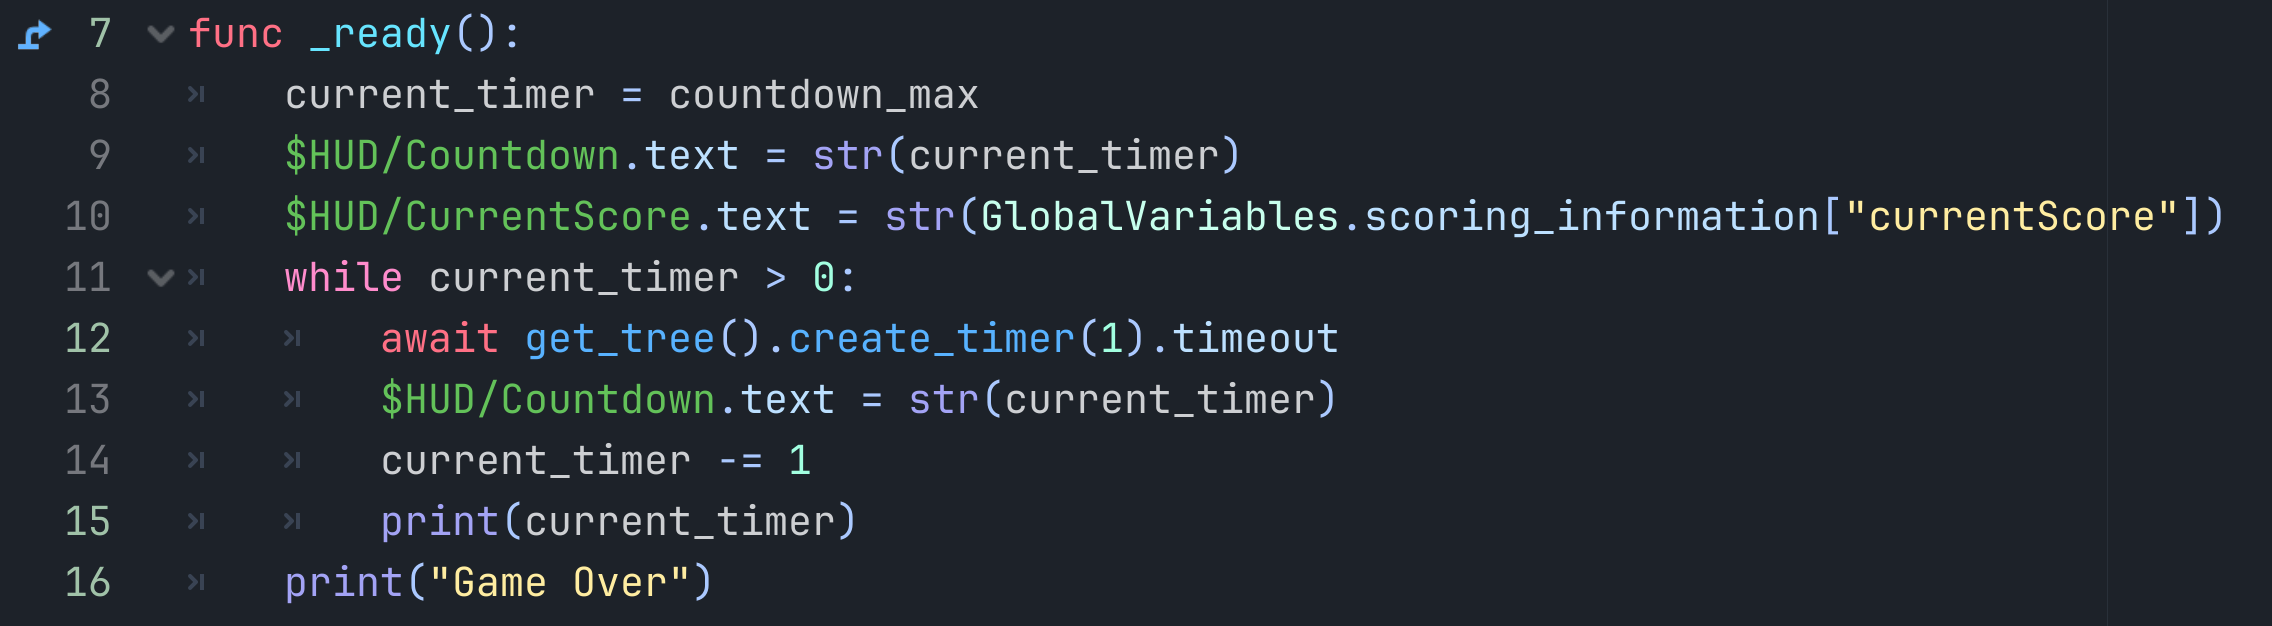 7 func _ready():
8 current_timer = countdown_max
9 $HUD/Countdown.text = str(current_timer)
10 $HUD/CurrentScore.text = str(GlobalVariables.scoring_information["currentScore"])
11 while current_timer > 0:
12 await get_tree().create_timer(1).timeout
13 $HUD/Countdown.text = str(current_timer)
14 current_timer -= 1
15 print(current_timer)
16 print("Game Over")